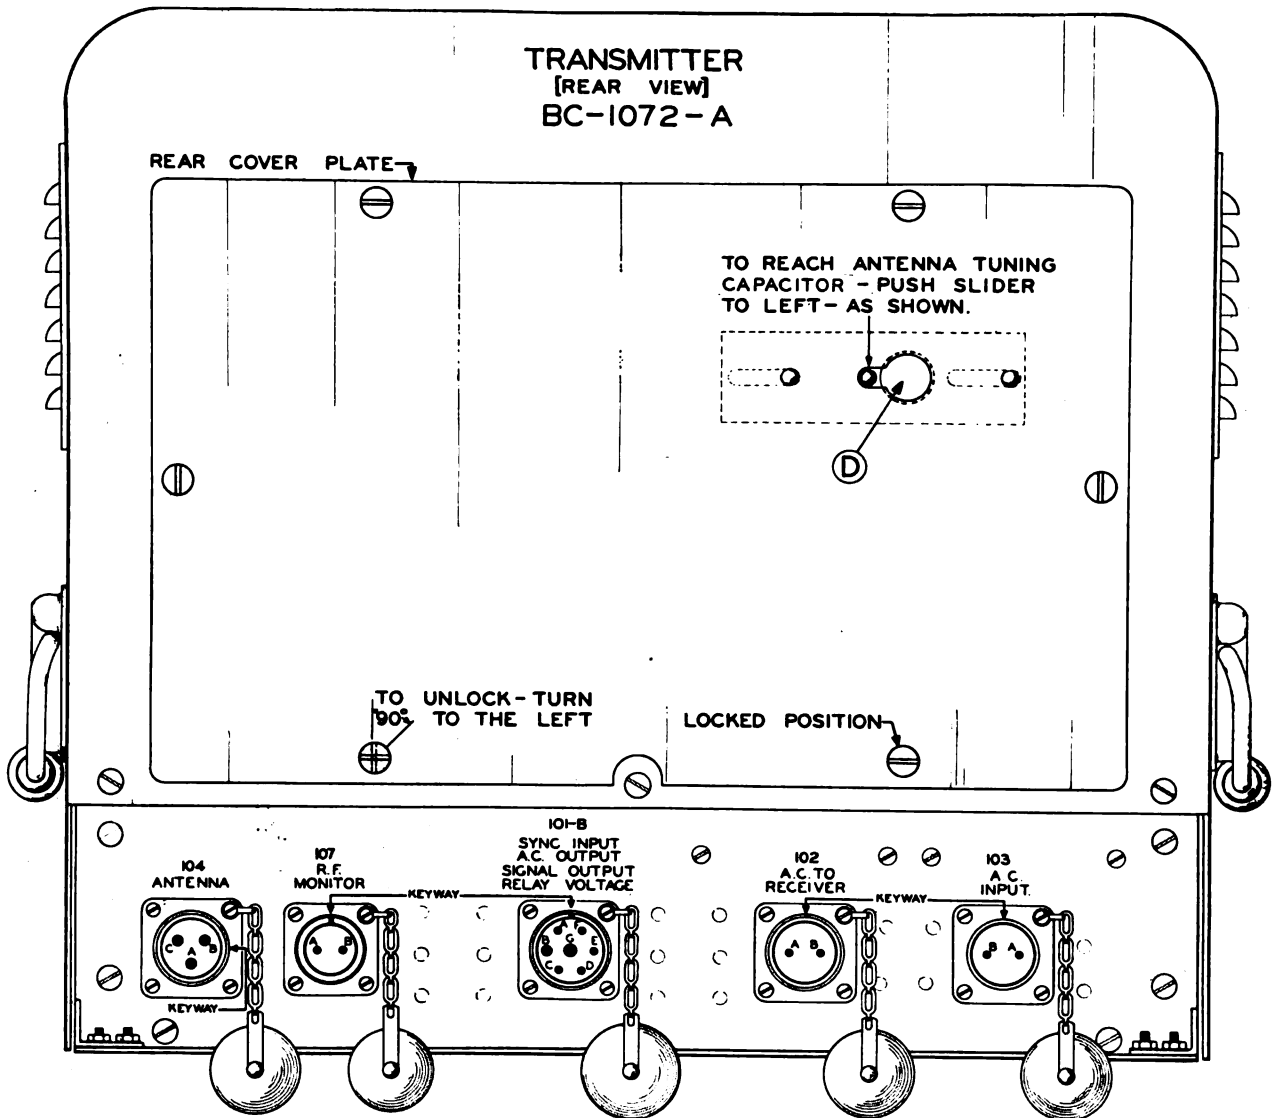 TRANSMITTER
[REAR VIEW]
BC-1072-A
REAR COVER PLATE
TO REACH ANTENNA TUNING
CAPACITOR - PUSH SLIDER
TO LEFT - AS SHOWN.
D
TO UNLOCK - TURN
90° TO THE LEFT
LOCKED POSITION
104
ANTENNA
107
R.F.
MONITOR
101-B
SYNC INPUT
A.C. OUTPUT
SIGNAL OUTPUT
RELAY VOLTAGE
102
A.C. TO
RECEIVER
103
A C.
INPUT.
KEYWAY
KEYWAY
C A B
A B
A F
B G E
C D
A B
B A
KEYWAY